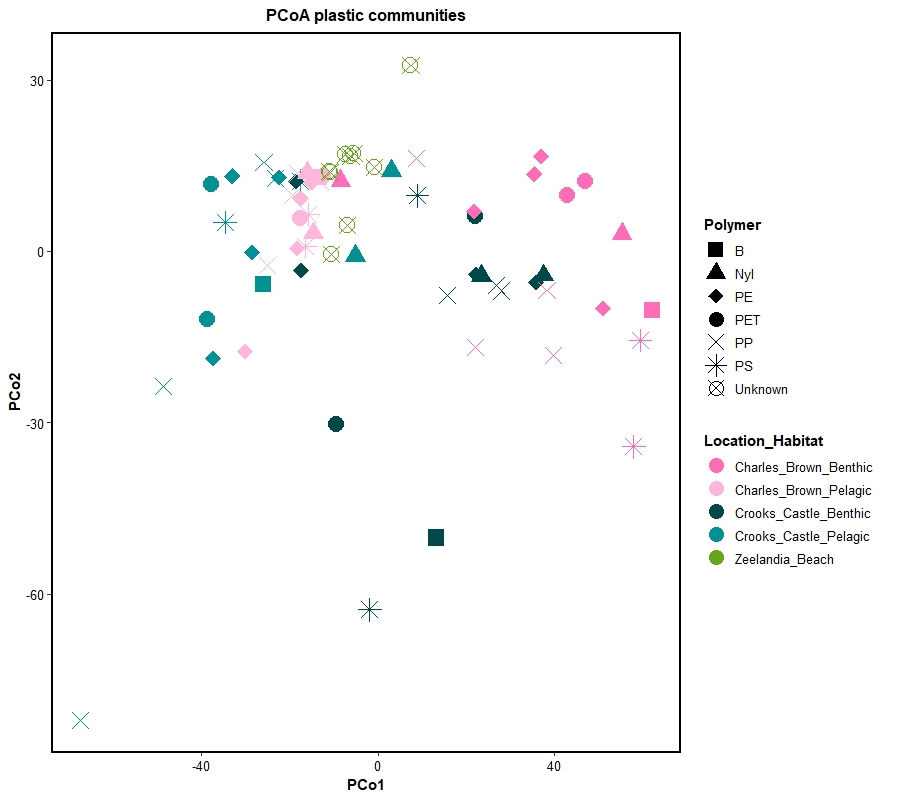 PCoA plastic communities
PCo2
30
0
-30
-60
-40
0
40
PCo1
Polymer
B
Nyl
PE
PET
PP
PS
Unknown
Location_Habitat
Charles_Brown_Benthic
Charles_Brown_Pelagic
Crooks_Castle_Benthic
Crooks_Castle_Pelagic
Zeelandia_Beach